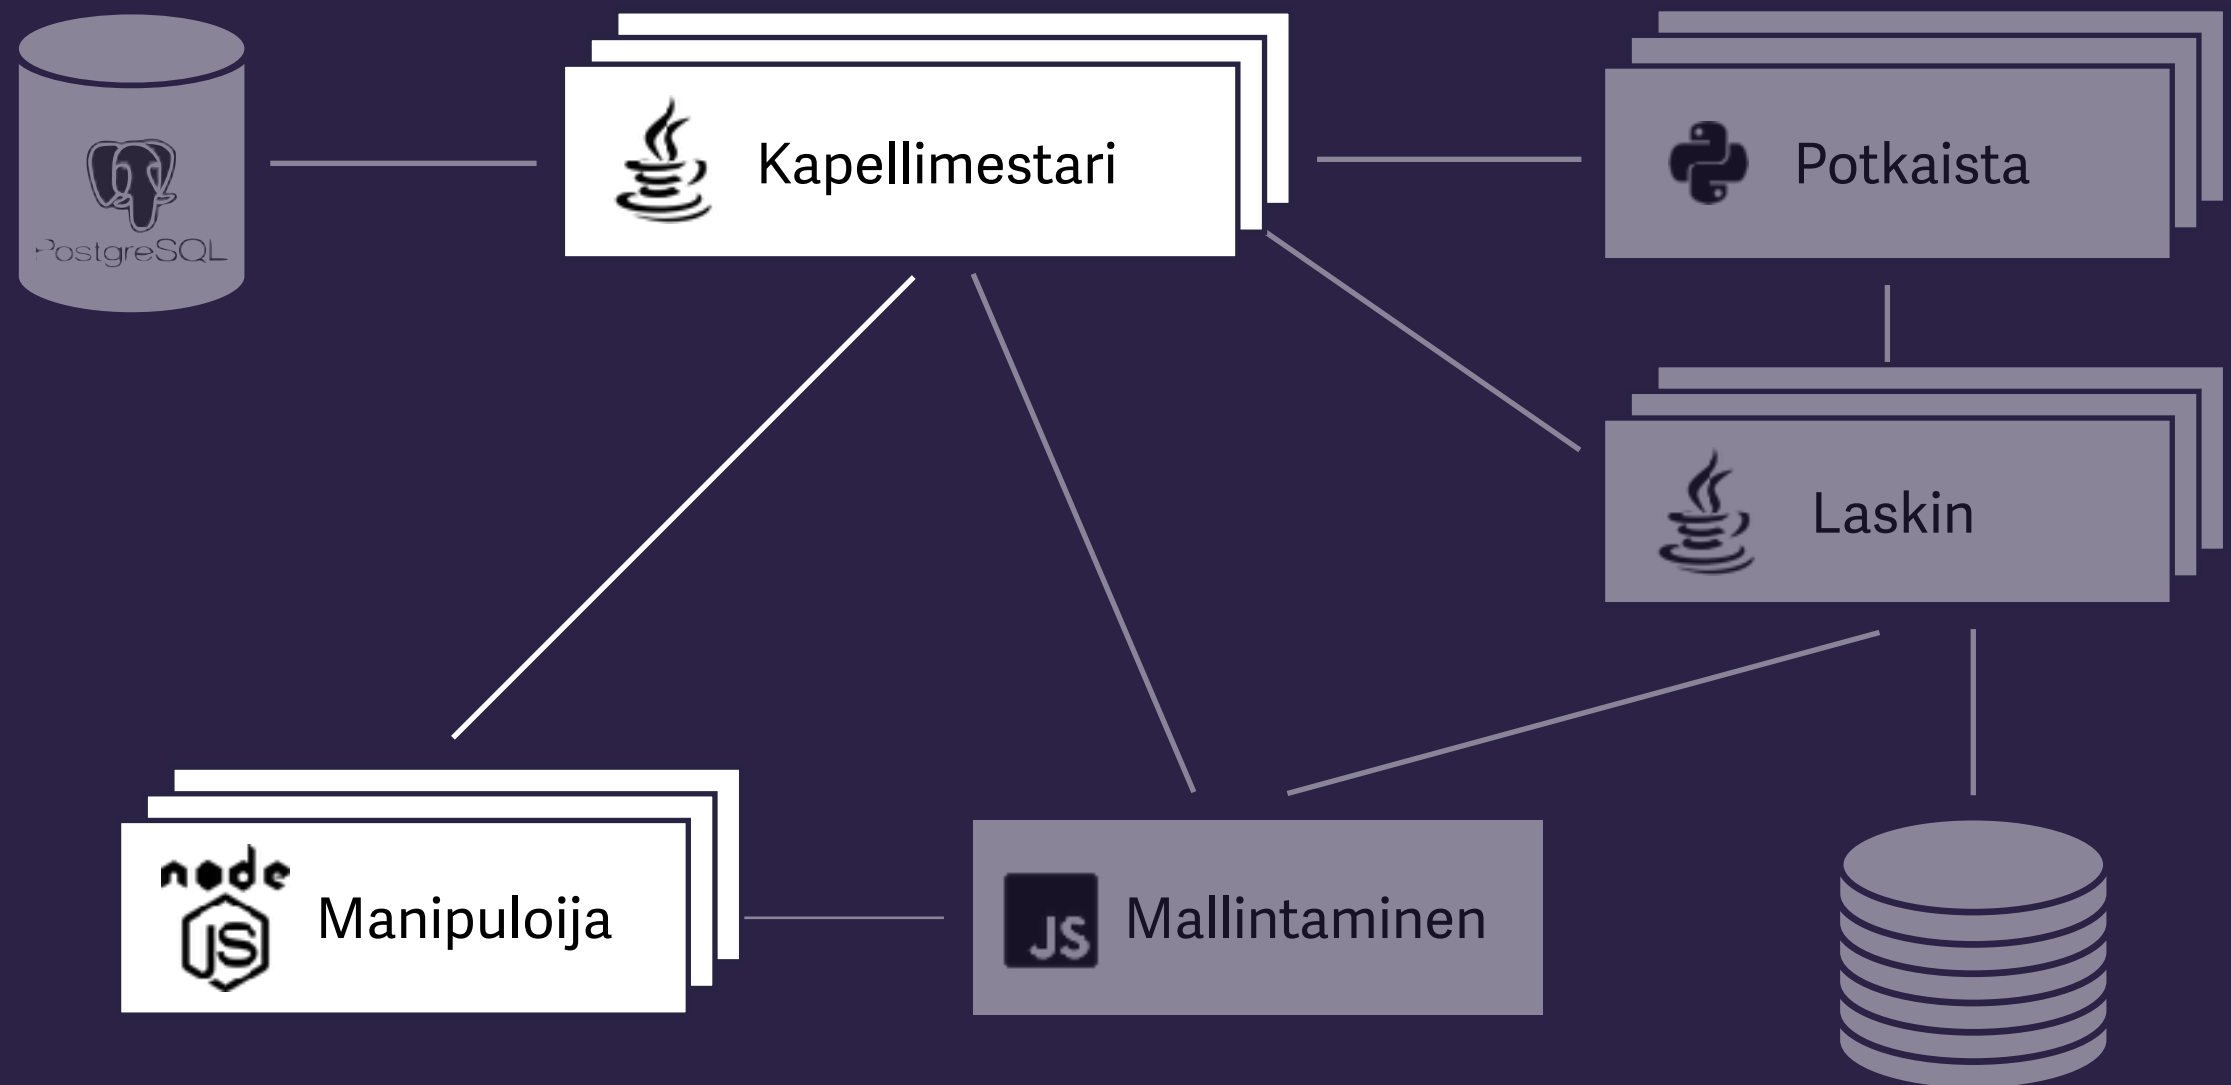 PostgreSQL
Kapellimestari
Potkaista
Laskin
node
JS
Manipuloija
JS
Mallintaminen